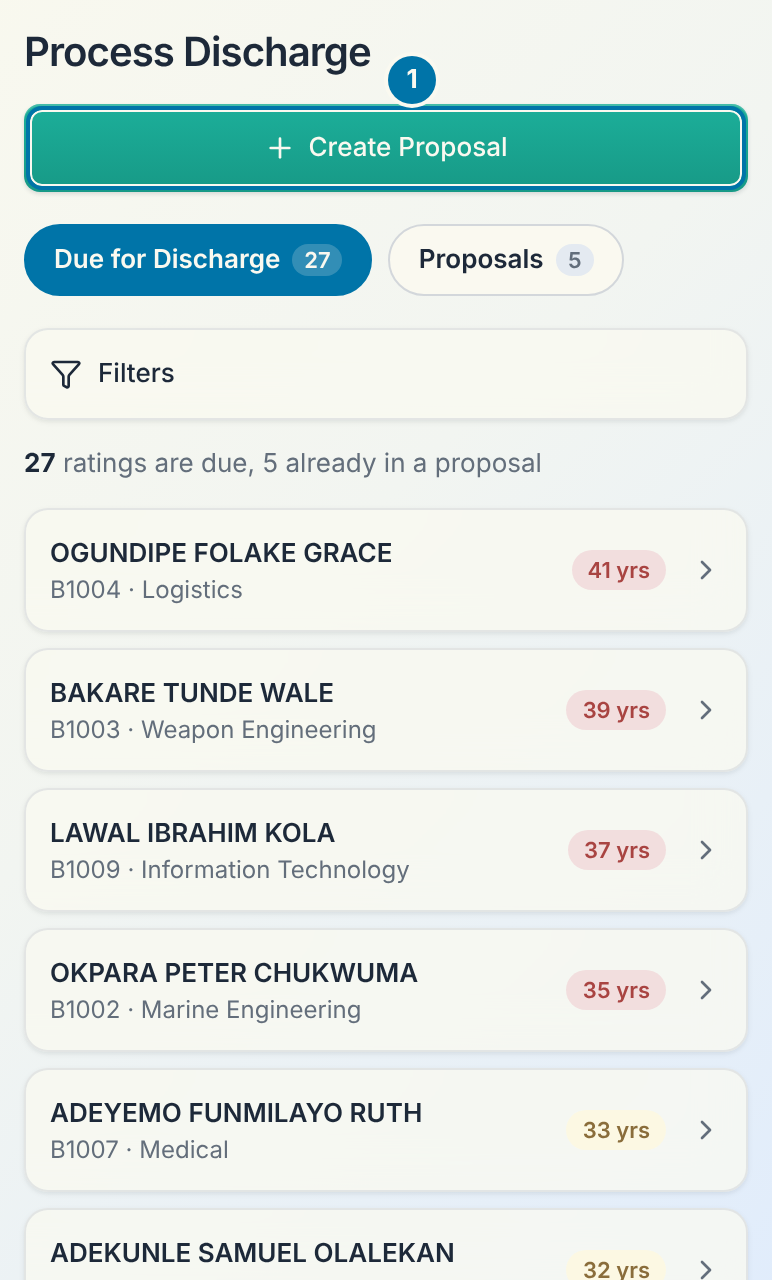 Process Discharge
1
Create Proposal
Due for Discharge 27
Proposals 5
Filters
27 ratings are due, 5 already in a proposal
OGUNDIPE FOLAKE GRACE
B1004 · Logistics
41 yrs
BAKARE TUNDE WALE
B1003 · Weapon Engineering
39 yrs
LAWAL IBRAHIM KOLA
B1009 · Information Technology
37 yrs
OKPARA PETER CHUKWUMA
B1002 · Marine Engineering
35 yrs
ADEYEMO FUNMILAYO RUTH
B1007 · Medical
33 yrs
ADEKUNLE SAMUEL OLALEKAN
32 yrs